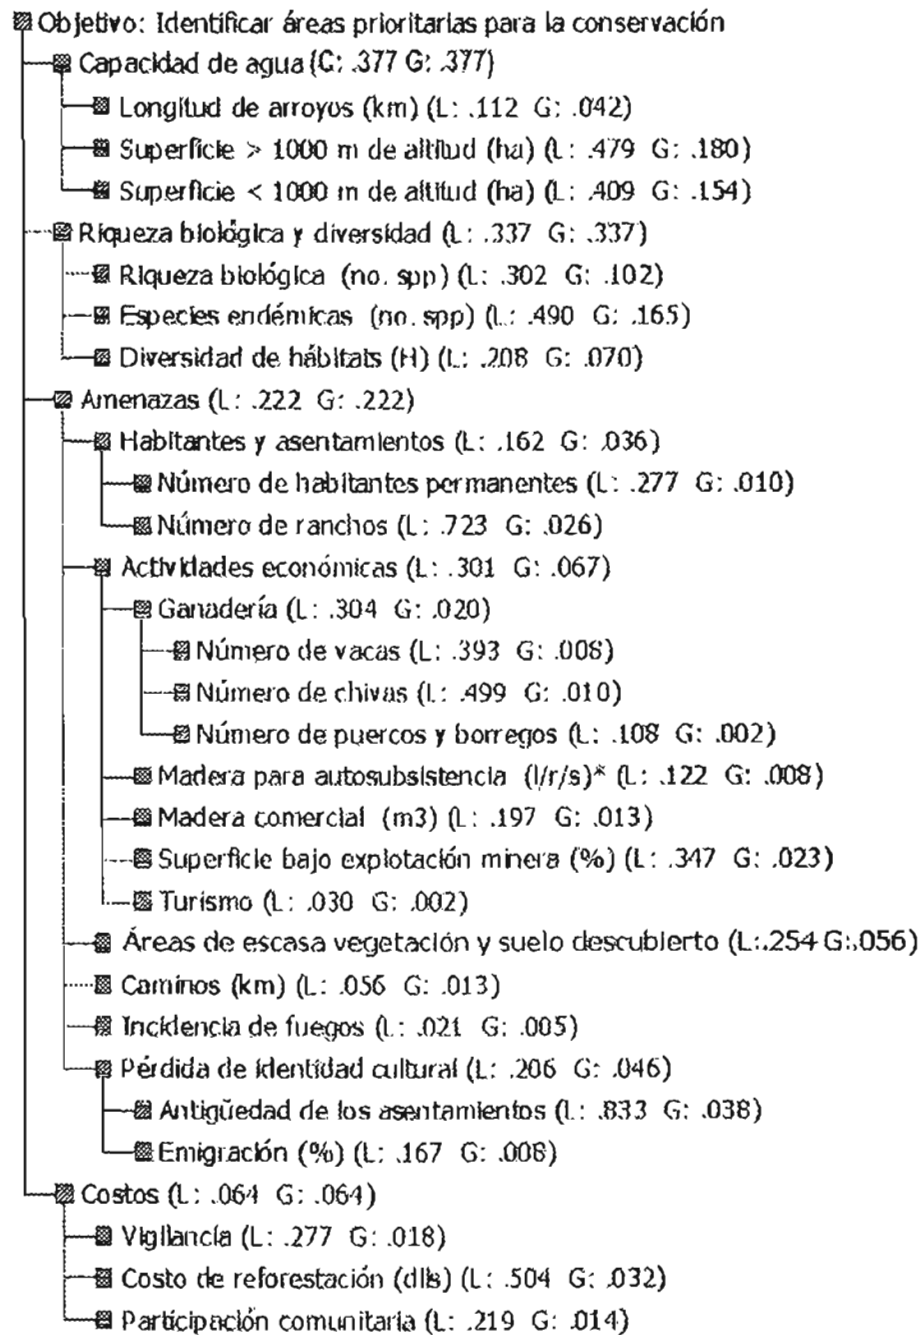 Objetivo: Identificar áreas prioritarias para la conservación
Capacidad de agua (C: .377 G: .377)
Longitud de arroyos (km) (L: .112 G: .042)
Superficie > 1000 m de altitud (ha) (L: .479 G: .180)
Superficie < 1000 m de altitud (ha) (L: .409 G: .154)
Riqueza biológica y diversidad (L: .337 G: .337)
Riqueza biológica (no. spp) (L: .302 G: .102)
Especies endémicas (no. spp) (L: .490 G: .165)
Diversidad de hábitats (H) (L: .208 G: .070)
Amenazas (L: .222 G: .222)
Habitantes y asentamientos (L: .162 G: .036)
Número de habitantes permanentes (L: .277 G: .010)
Número de ranchos (L: .723 G: .026)
Actividades económicas (L: .301 G: .067)
Ganadería (L: .304 G: .020)
Número de vacas (L: .393 G: .008)
Número de chivas (L: .499 G: .010)
Número de puercos y borregos (L: .108 G: .002)
Madera para autosubsistencia (l/r/s)* (L: .122 G: .008)
Madera comercial (m3) (L: .197 G: .013)
Superficie bajo explotación minera (%) (L: .347 G: .023)
Turismo (L: .030 G: .002)
Áreas de escasa vegetación y suelo descubierto (L:.254 G:.056)
Caminos (km) (L: .056 G: .013)
Incidencia de fuegos (L: .021 G: .005)
Pérdida de identidad cultural (L: .206 G: .046)
Antigüedad de los asentamientos (L: .833 G: .038)
Emigración (%) (L: .167 G: .008)
Costos (L: .064 G: .064)
Vigilancia (L: .277 G: .018)
Costo de reforestación (dlls) (L: .504 G: .032)
Participación comunitaria (L: .219 G: .014)